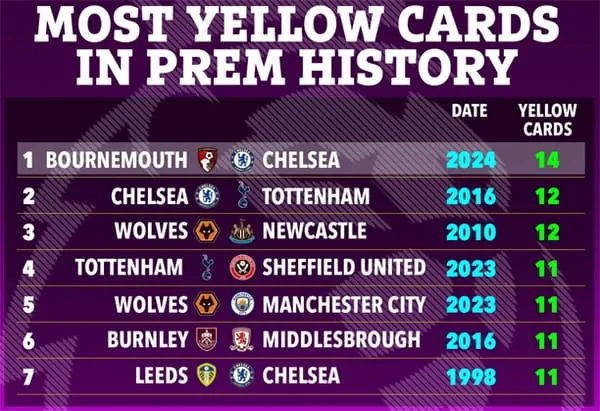 MOST YELLOW CARDS
IN PREM HISTORY
DATE YELLOW CARDS
1 BOURNEMOUTH CHELSEA 2024 14
2 CHELSEA TOTTENHAM 2016 12
3 WOLVES NEWCASTLE 2010 12
4 TOTTENHAM SHEFFIELD UNITED 2023 11
5 WOLVES MANCHESTER CITY 2023 11
6 BURNLEY MIDDLESBROUGH 2016 11
7 LEEDS CHELSEA 1998 11